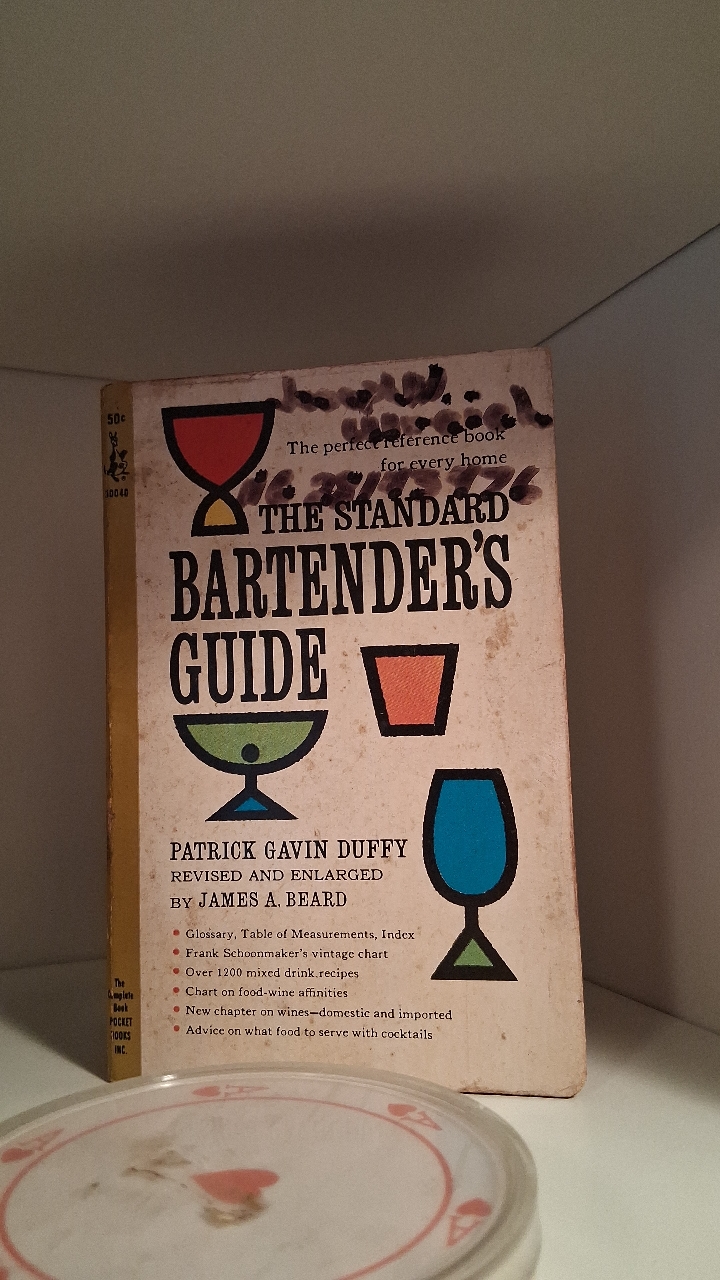 50¢
The perfect reference book
for every home
THE STANDARD
BARTENDER'S
GUIDE
PATRICK GAVIN DUFFY
REVISED AND ENLARGED
BY JAMES A. BEARD
• Glossary, Table of Measurements, Index
• Frank Schoonmaker's vintage chart
• Over 1200 mixed drink recipes
• Chart on food-wine affinities
• New chapter on wines—domestic and imported
• Advice on what food to serve with cocktails
The
Complete
Book
POCKET
BOOKS
INC.
A
A
A
A